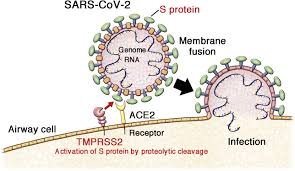 SARS-CoV-2
S protein
Genome
RNA
Membrane
fusion
ACE2
Receptor
Airway cell
TMPRSS2
Activation of S protein by proteolytic cleavage
Infection